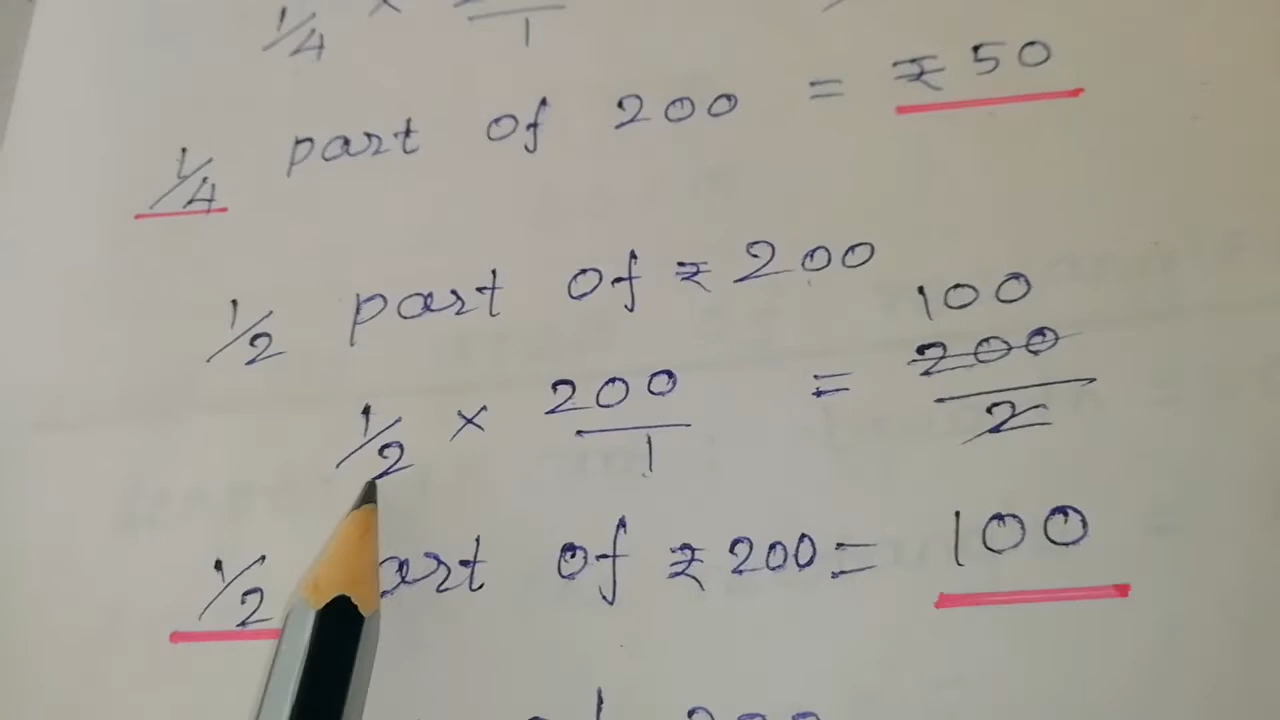 1/4 ×
1
1/4 part of 200 = ₹50
1/2 part of ₹200
100
1/2 × 200/1 = 200/2
1/2 part of ₹200 = 100
200